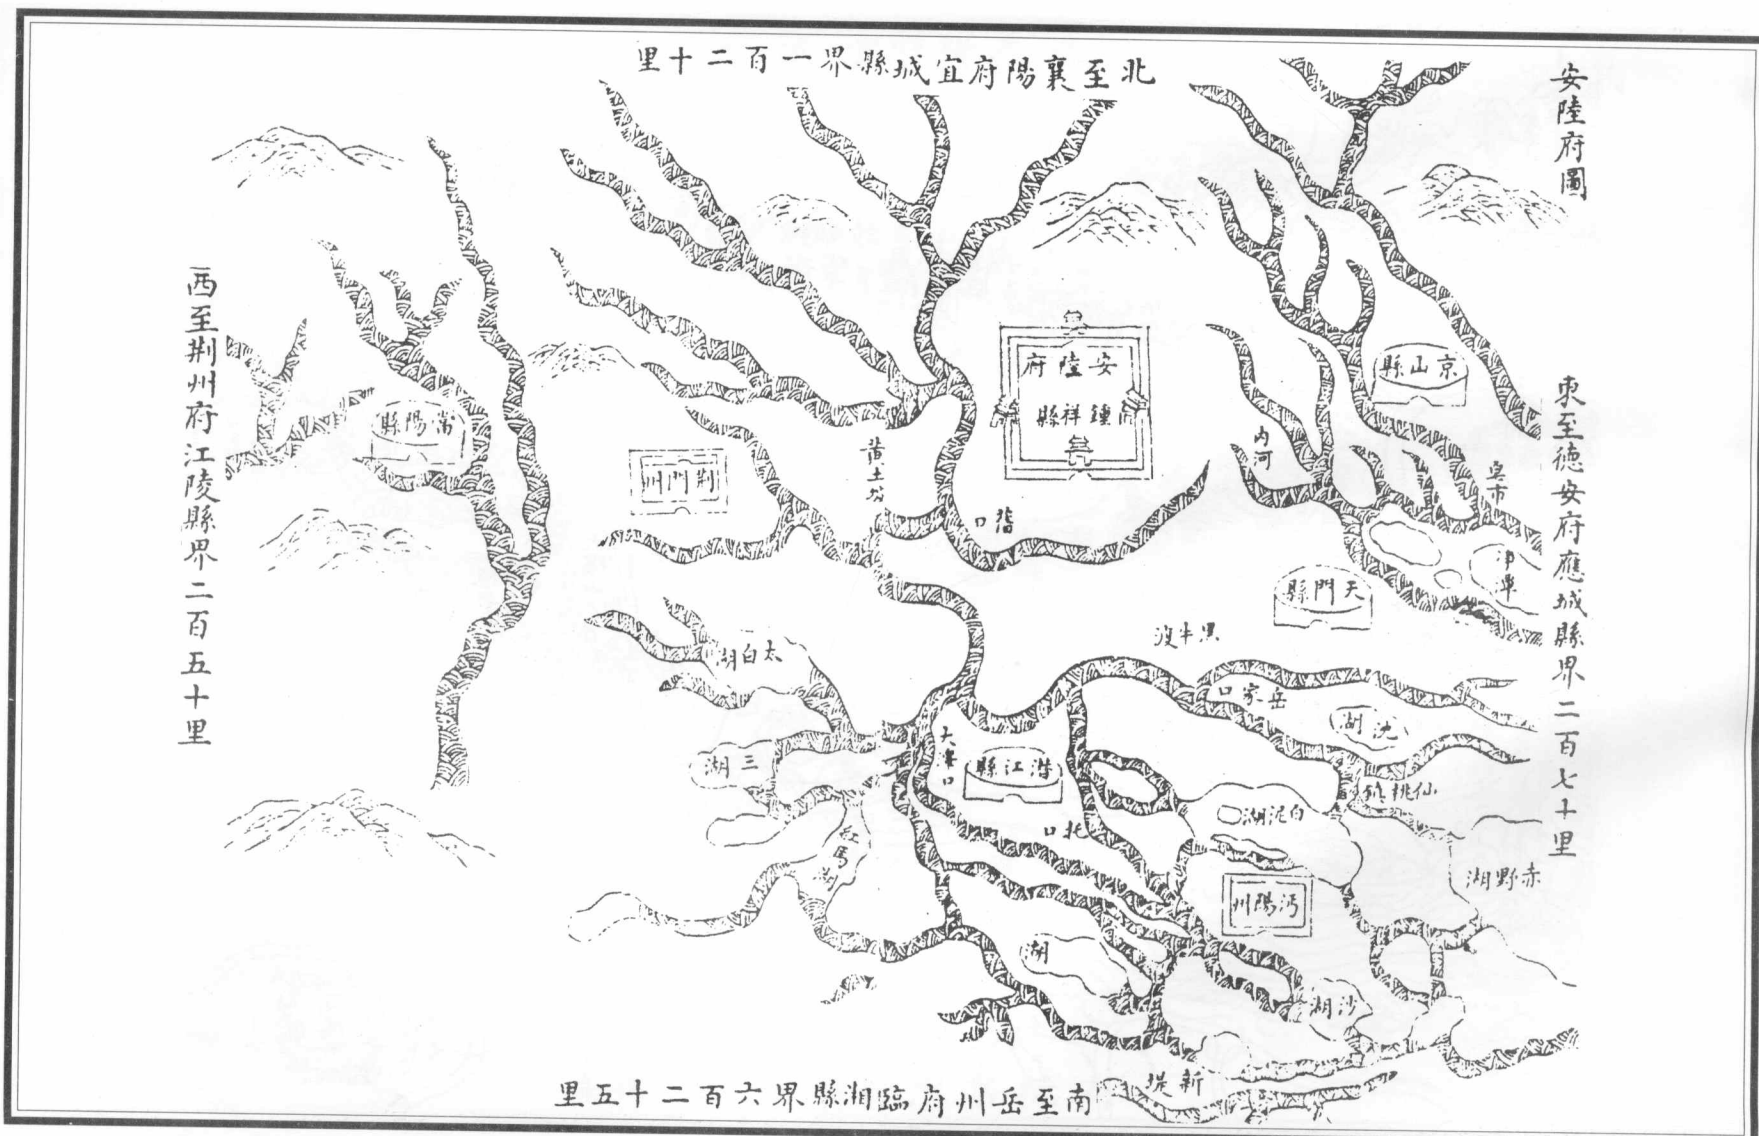 安陸府圖
北至襄陽府宜城縣界一百二十里
東至德安府應城縣界二百七十里
南至岳州府臨湘縣界六百二十五里
西至荆州府江陵縣界二百五十里
安陸府
鍾祥縣
京山縣
内河
皂市
天門縣
黑牛渡
岳家口
沈湖
仙桃鎮
赤野湖
白泥湖
沔陽州
沙湖
新堤
湖
潛江縣
大澤口
太白湖
三湖
荆門州
當陽縣